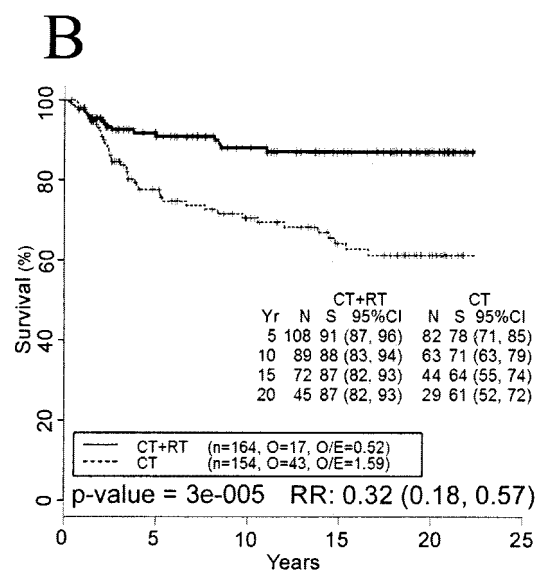 B
Survival (%)
100
80
60
40
20
0
CT+RT CT
Yr N S 95%CI N S 95%CI
5 108 91 (87, 96) 82 78 (71, 85)
10 89 88 (83, 94) 63 71 (63, 79)
15 72 87 (82, 93) 44 64 (55, 74)
20 45 87 (82, 93) 29 61 (52, 72)
CT+RT (n=164, O=17, O/E=0.52)
CT (n=154, O=43, O/E=1.59)
p-value = 3e-005 RR: 0.32 (0.18, 0.57)
0 5 10 15 20 25
Years